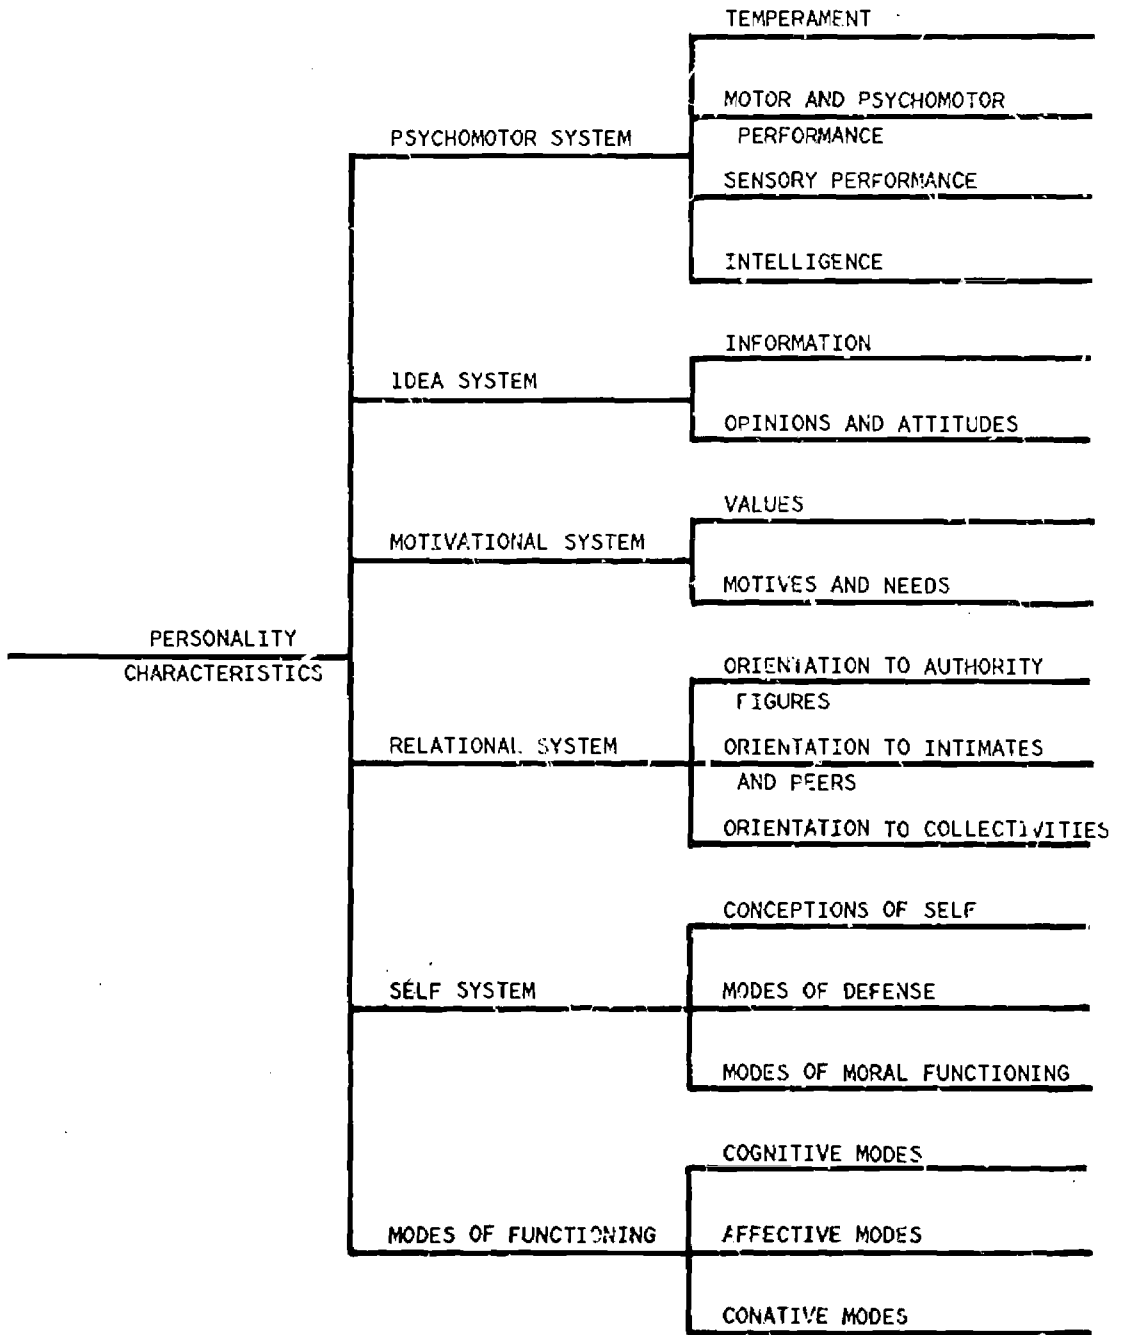 TEMPERAMENT
MOTOR AND PSYCHOMOTOR
PERFORMANCE
PSYCHOMOTOR SYSTEM
SENSORY PERFORMANCE
INTELLIGENCE
INFORMATION
IDEA SYSTEM
OPINIONS AND ATTITUDES
VALUES
MOTIVATIONAL SYSTEM
MOTIVES AND NEEDS
PERSONALITY
CHARACTERISTICS
ORIENTATION TO AUTHORITY
FIGURES
RELATIONAL SYSTEM
ORIENTATION TO INTIMATES
AND PEERS
ORIENTATION TO COLLECTIVITIES
CONCEPTIONS OF SELF
SELF SYSTEM
MODES OF DEFENSE
MODES OF MORAL FUNCTIONING
COGNITIVE MODES
MODES OF FUNCTIONING
AFFECTIVE MODES
CONATIVE MODES